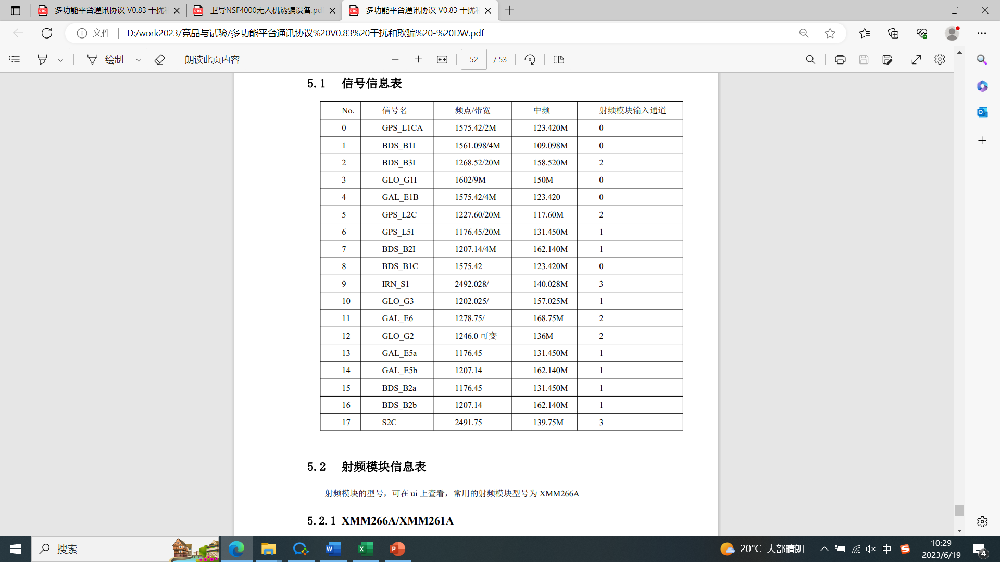 多功能平台通讯协议 V0.83 干扰和
卫导NSF4000无人机诱骗设备.pdf
多功能平台通讯协议 V0.83 干扰
文件
D:/work2023/竞品与试验/多功能平台通讯协议%20V0.83%20干扰和欺骗%20-%20DW.pdf
绘制
朗读此页内容
52 / 53
5.1 信号信息表
No. 信号名 频点/带宽 中频 射频模块输入通道
0 GPS_L1CA 1575.42/2M 123.420M 0
1 BDS_B1I 1561.098/4M 109.098M 0
2 BDS_B3I 1268.52/20M 158.520M 2
3 GLO_G1I 1602/9M 150M 0
4 GAL_E1B 1575.42/4M 123.420 0
5 GPS_L2C 1227.60/20M 117.60M 2
6 GPS_L5I 1176.45/20M 131.450M 1
7 BDS_B2I 1207.14/4M 162.140M 1
8 BDS_B1C 1575.42 123.420M 0
9 IRN_S1 2492.028/ 140.028M 3
10 GLO_G3 1202.025/ 157.025M 1
11 GAL_E6 1278.75/ 168.75M 2
12 GLO_G2 1246.0 可变 136M 2
13 GAL_E5a 1176.45 131.450M 1
14 GAL_E5b 1207.14 162.140M 1
15 BDS_B2a 1176.45 131.450M 1
16 BDS_B2b 1207.14 162.140M 1
17 S2C 2491.75 139.75M 3
5.2 射频模块信息表
射频模块的型号，可在 ui 上查看，常用的射频模块型号为 XMM266A
5.2.1 XMM266A/XMM261A
搜索
20°C 大部晴朗
中
10:29
2023/6/19
4